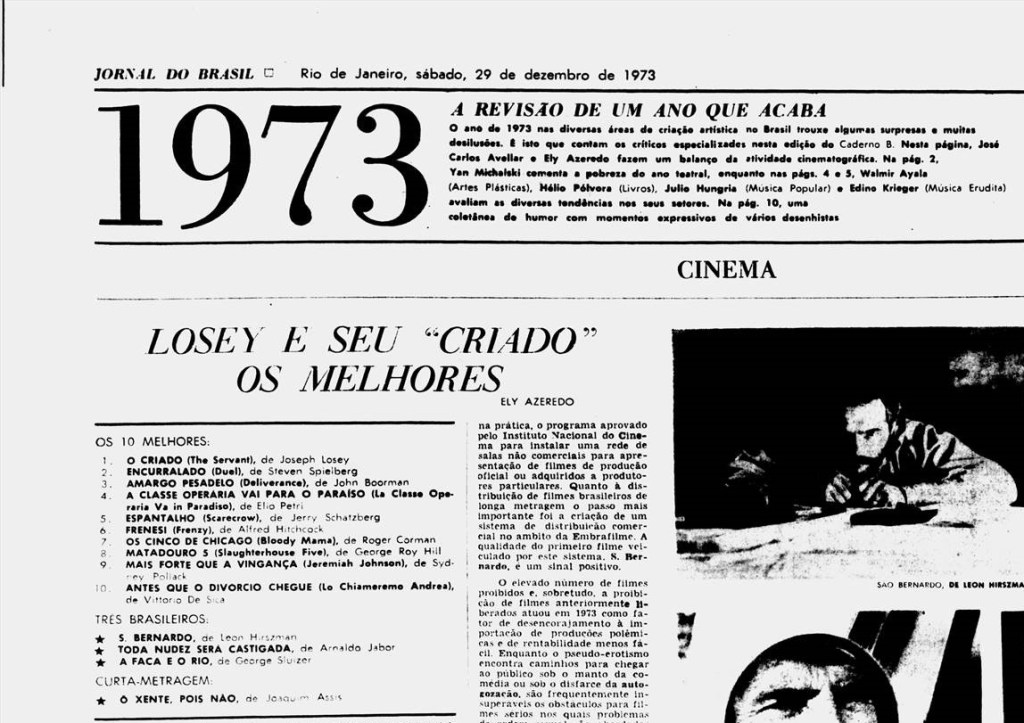 JORNAL DO BRASIL □ Rio de Janeiro, sábado, 29 de dezembro de 1973
1973
A REVISÃO DE UM ANO QUE ACABA
O ano de 1973 nas diversas áreas de criação artística no Brasil trouxe algumas surpresas e muitas
desilusões. É isto que contam os críticos especializados nesta edição do Caderno B. Nesta página, José
Carlos Avellar e Ely Azeredo fazem um balanço da atividade cinematográfica. Na pág. 2,
Yan Michalski comenta a pobreza do ano teatral, enquanto nas págs. 4 e 5, Walmir Ayala
(Artes Plásticas), Hélio Pólvora (Livros), Julio Hungria (Música Popular) e Edino Krieger (Música Erudita)
avaliam as diversas tendências nos seus setores. Na pág. 10, uma
coletânea de humor com momentos expressivos de vários desenhistas
CINEMA
LOSEY E SEU “CRIADO”
OS MELHORES
ELY AZEREDO
OS 10 MELHORES:
1. O CRIADO (The Servant), de Joseph Losey
2. ENCURRALADO (Duel), de Steven Spielberg
3. AMARGO PESADELO (Deliverance), de John Boorman
4. A CLASSE OPERARIA VAI PARA O PARAÍSO (La Classe Ope-
raria Va in Paradiso), de Elio Petri
5. ESPANTALHO (Scarecrow), de Jerry Schatzberg
6. FRENESI (Frenzy), de Alfred Hitchcock
7. OS CINCO DE CHICAGO (Bloody Mama), de Roger Corman
8. MATADOURO 5 (Slaughterhouse Five), de George Roy Hill
9. MAIS FORTE QUE A VINGANÇA (Jeremiah Johnson), de Syd-
ney Pollack
10. ANTES QUE O DIVORCIO CHEGUE (Lo Chiameremo Andrea),
de Vittorio De Sica
TRÊS BRASILEIROS:
★ S. BERNARDO, de Leon Hirszman
★ TODA NUDEZ SERÁ CASTIGADA, de Arnaldo Jabor
★ A FACA E O RIO, de George Sluizer
CURTA-METRAGEM:
★ Ô XENTE, POIS NÃO, de Joaquim Assis
na prática, o programa aprovado
pelo Instituto Nacional do Cine-
ma para instalar uma rede de
salas não comerciais para apre-
sentação de filmes de produção
oficial ou adquiridos a produto-
res particulares. Quanto à dis-
tribuição de filmes brasileiros de
longa metragem o passo mais
importante foi a criação de um
sistema de distribuição comer-
cial no ambito da Embrafilme. A
qualidade do primeiro filme vei-
culado por este sistema, S. Ber-
nardo, é um sinal positivo.
O elevado número de filmes
proibidos e, sobretudo, a proibi-
ção de filmes anteriormente li-
berados atuou em 1973 como fa-
tor de desencorajamento à im-
portação de produções polêmi-
cas e de rentabilidade menos fá-
cil. Enquanto o pseudo-erotismo
encontra caminhos para chegar
ao público sob o manto da co-
média ou sob o disfarce da auto-
gozação, são frequentemente in-
superaveis os obstáculos para fil-
mes sérios nos quais problemas
SÃO BERNARDO, DE LEON HIRSZMA